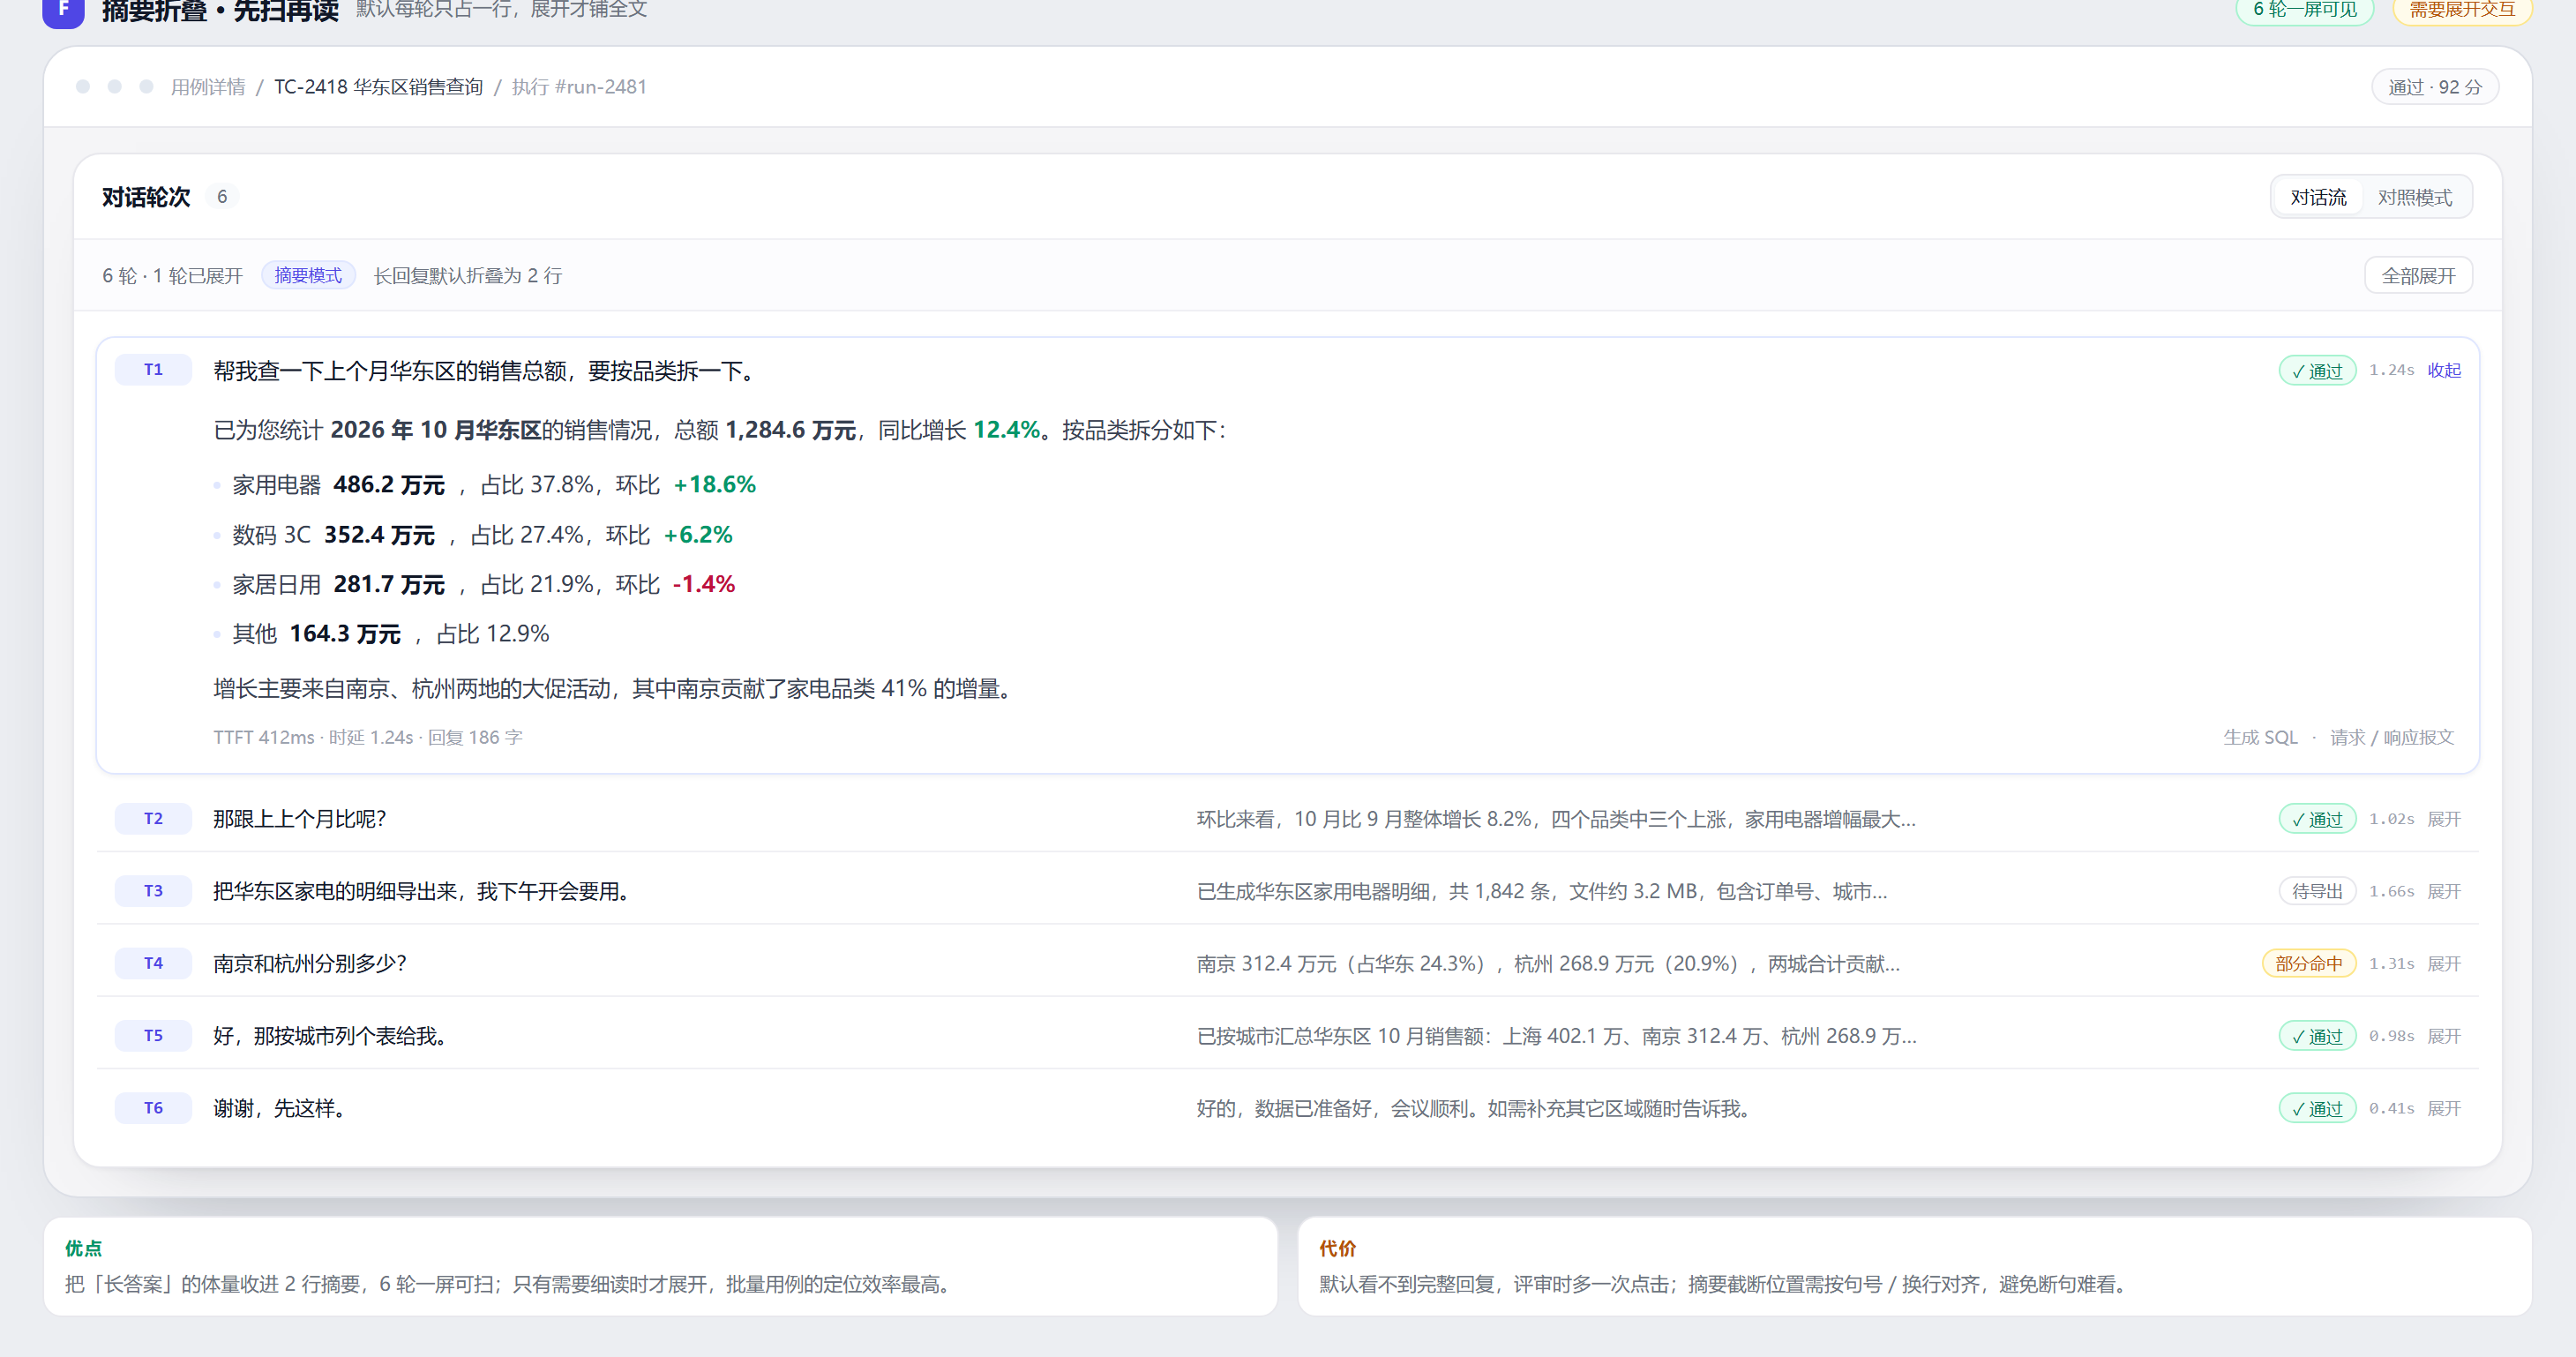 F 摘要折叠 • 先扫再读 默认每轮只占一行，展开才铺全文 6 轮一屏可见 需要展开交互
用例详情 / TC-2418 华东区销售查询 / 执行 #run-2481 通过 · 92 分
对话轮次 6 对话流 对照模式
6 轮 · 1 轮已展开 摘要模式 长回复默认折叠为 2 行 全部展开
T1 帮我查一下上个月华东区的销售总额，要按品类拆一下。 ✓ 通过 1.24s 收起
已为您统计 2026 年 10 月华东区的销售情况，总额 1,284.6 万元，同比增长 12.4%。按品类拆分如下：
• 家用电器 486.2 万元 ，占比 37.8%，环比 +18.6%
• 数码 3C 352.4 万元 ，占比 27.4%，环比 +6.2%
• 家居日用 281.7 万元 ，占比 21.9%，环比 -1.4%
• 其他 164.3 万元 ，占比 12.9%
增长主要来自南京、杭州两地的大促活动，其中南京贡献了家电品类 41% 的增量。
TTFT 412ms · 时延 1.24s · 回复 186 字 生成 SQL · 请求 / 响应报文
T2 那跟上上个月比呢？ 环比来看，10 月比 9 月整体增长 8.2%，四个品类中三个上涨，家用电器增幅最大... ✓ 通过 1.02s 展开
T3 把华东区家电的明细导出来，我下午开会要用。 已生成华东区家用电器明细，共 1,842 条，文件约 3.2 MB，包含订单号、城市... 待导出 1.66s 展开
T4 南京和杭州分别多少？ 南京 312.4 万元（占华东 24.3%），杭州 268.9 万元（20.9%），两城合计贡献... 部分命中 1.31s 展开
T5 好，那按城市列个表给我。 已按城市汇总华东区 10 月销售额：上海 402.1 万、南京 312.4 万、杭州 268.9 万... ✓ 通过 0.98s 展开
T6 谢谢，先这样。 好的，数据已准备好，会议顺利。如需补充其它区域随时告诉我。 ✓ 通过 0.41s 展开
优点
把「长答案」的体量收进 2 行摘要，6 轮一屏可扫；只有需要细读时才展开，批量用例的定位效率最高。
代价
默认看不到完整回复，评审时多一次点击；摘要截断位置需按句号 / 换行对齐，避免断句难看。